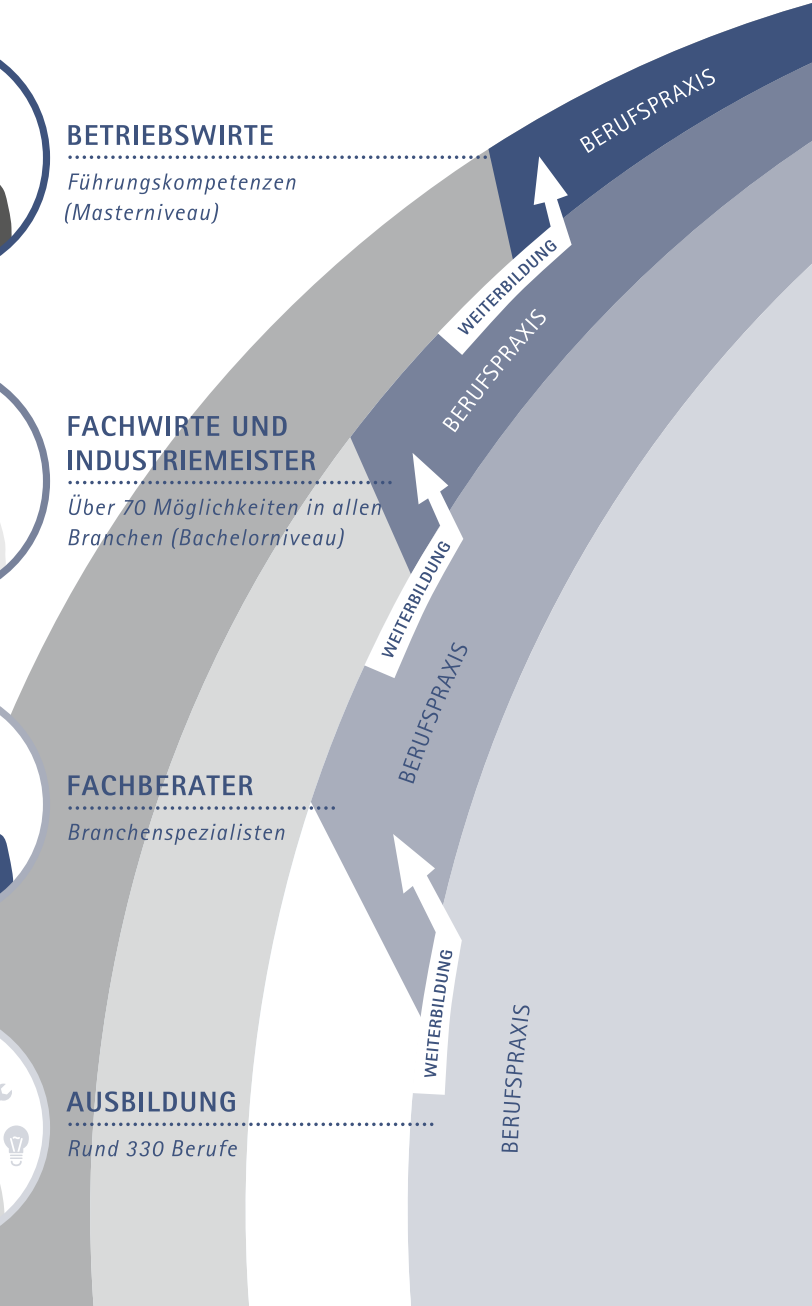 BERUFSPRAXIS
BETRIEBSWIRTE
Führungskompetenzen
(Masterniveau)
WEITERBILDUNG
BERUFSPRAXIS
FACHWIRTE UND
INDUSTRIEMEISTER
Über 70 Möglichkeiten in allen
Branchen (Bachelorniveau)
WEITERBILDUNG
BERUFSPRAXIS
FACHBERATER
Branchenspezialisten
WEITERBILDUNG
BERUFSPRAXIS
AUSBILDUNG
Rund 330 Berufe